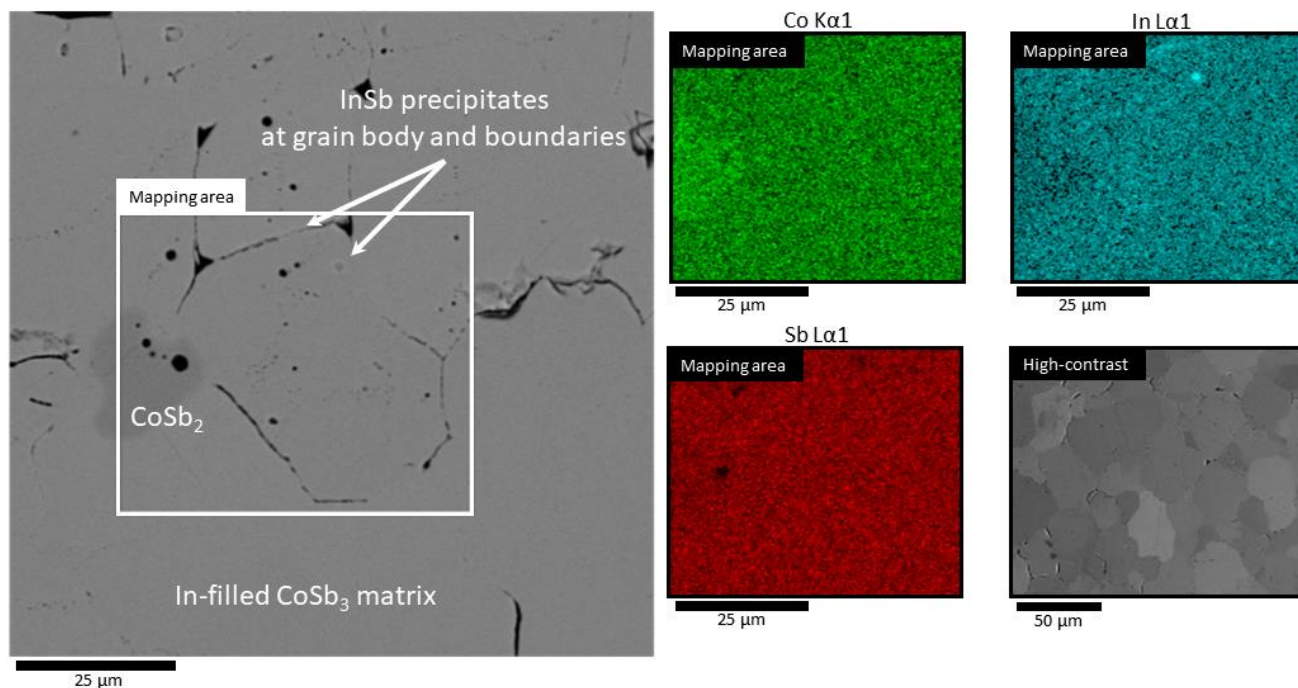 InSb precipitates
at grain body and boundaries
Mapping area
CoSb₂
In-filled CoSb₃ matrix
25 µm
Co Kα1
Mapping area
25 µm
In Lα1
Mapping area
25 µm
Sb Lα1
Mapping area
25 µm
High-contrast
50 µm